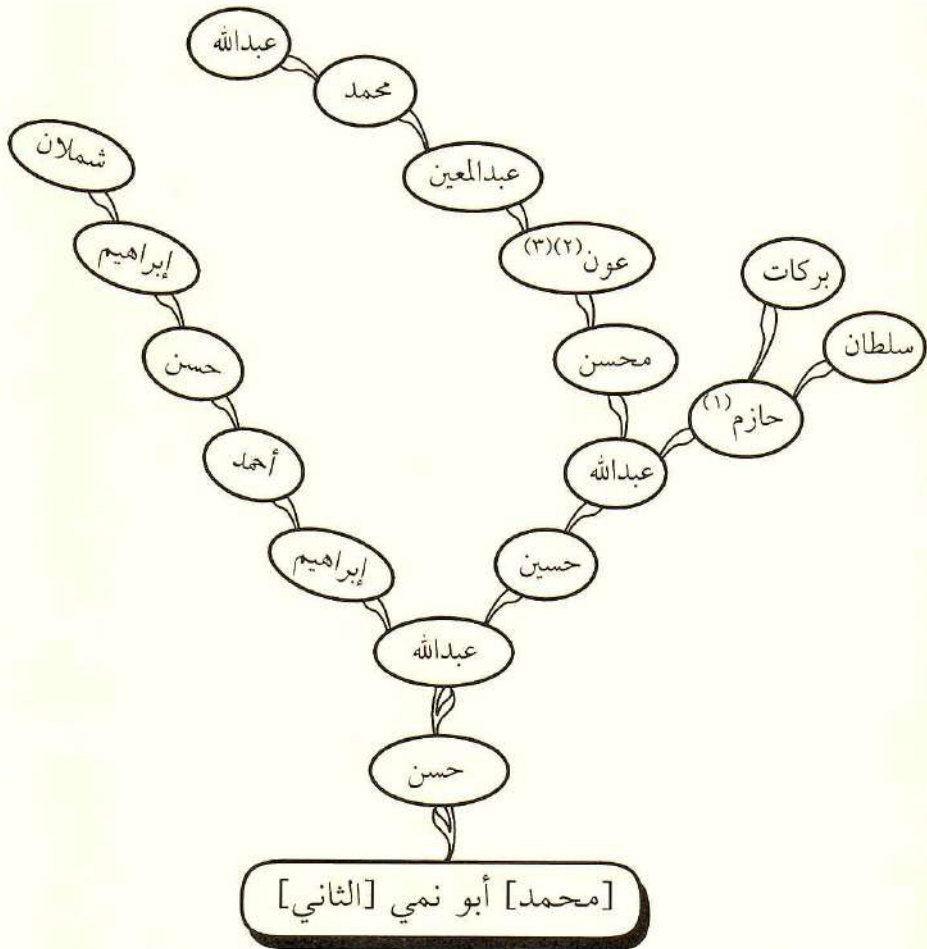 عبدالله
محمد
شملان
عبدالمعين
إبراهيم
عون (٢)(٣)
بركات
حسن
محسن
سلطان
أحمد
عبدالله
حازم (١)
إبراهيم
حسين
عبدالله
حسن
[محمد] أبو نمي [الثاني]